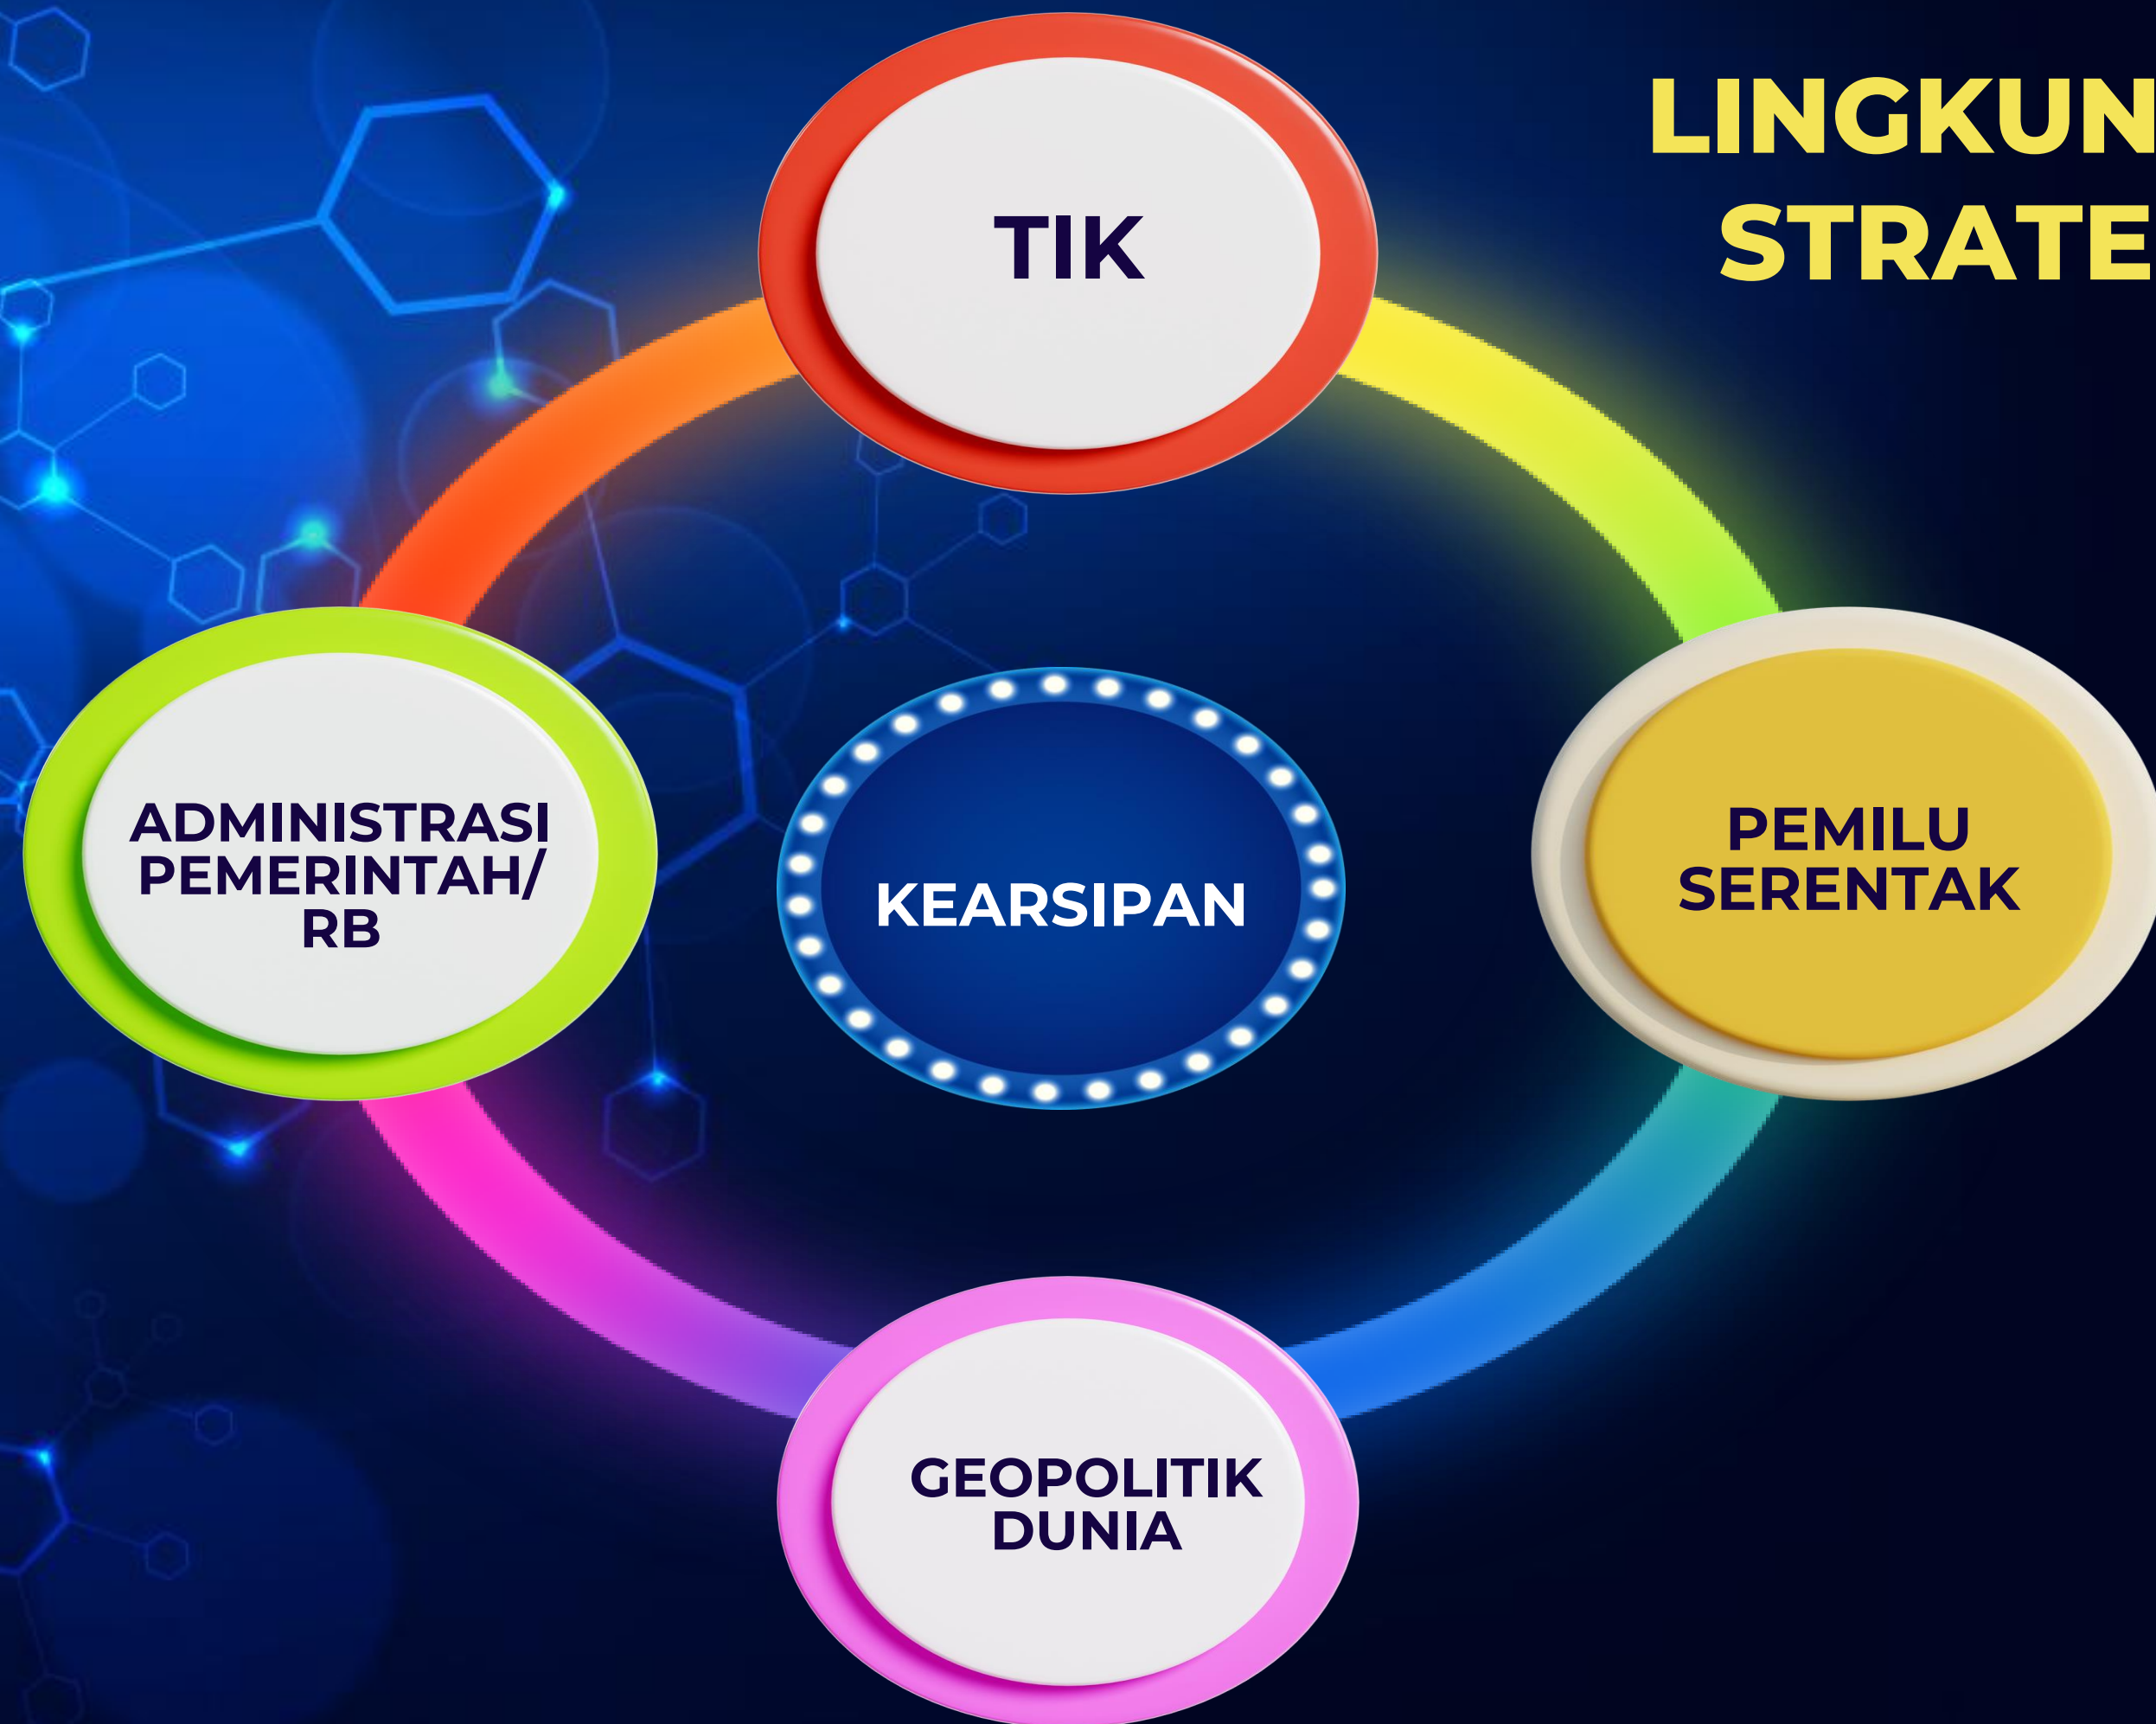 LINGKUN
STRATE
TIK
ADMINISTRASI
PEMERINTAH/
RB
KEARSIPAN
PEMILU
SERENTAK
GEOPOLITIK
DUNIA